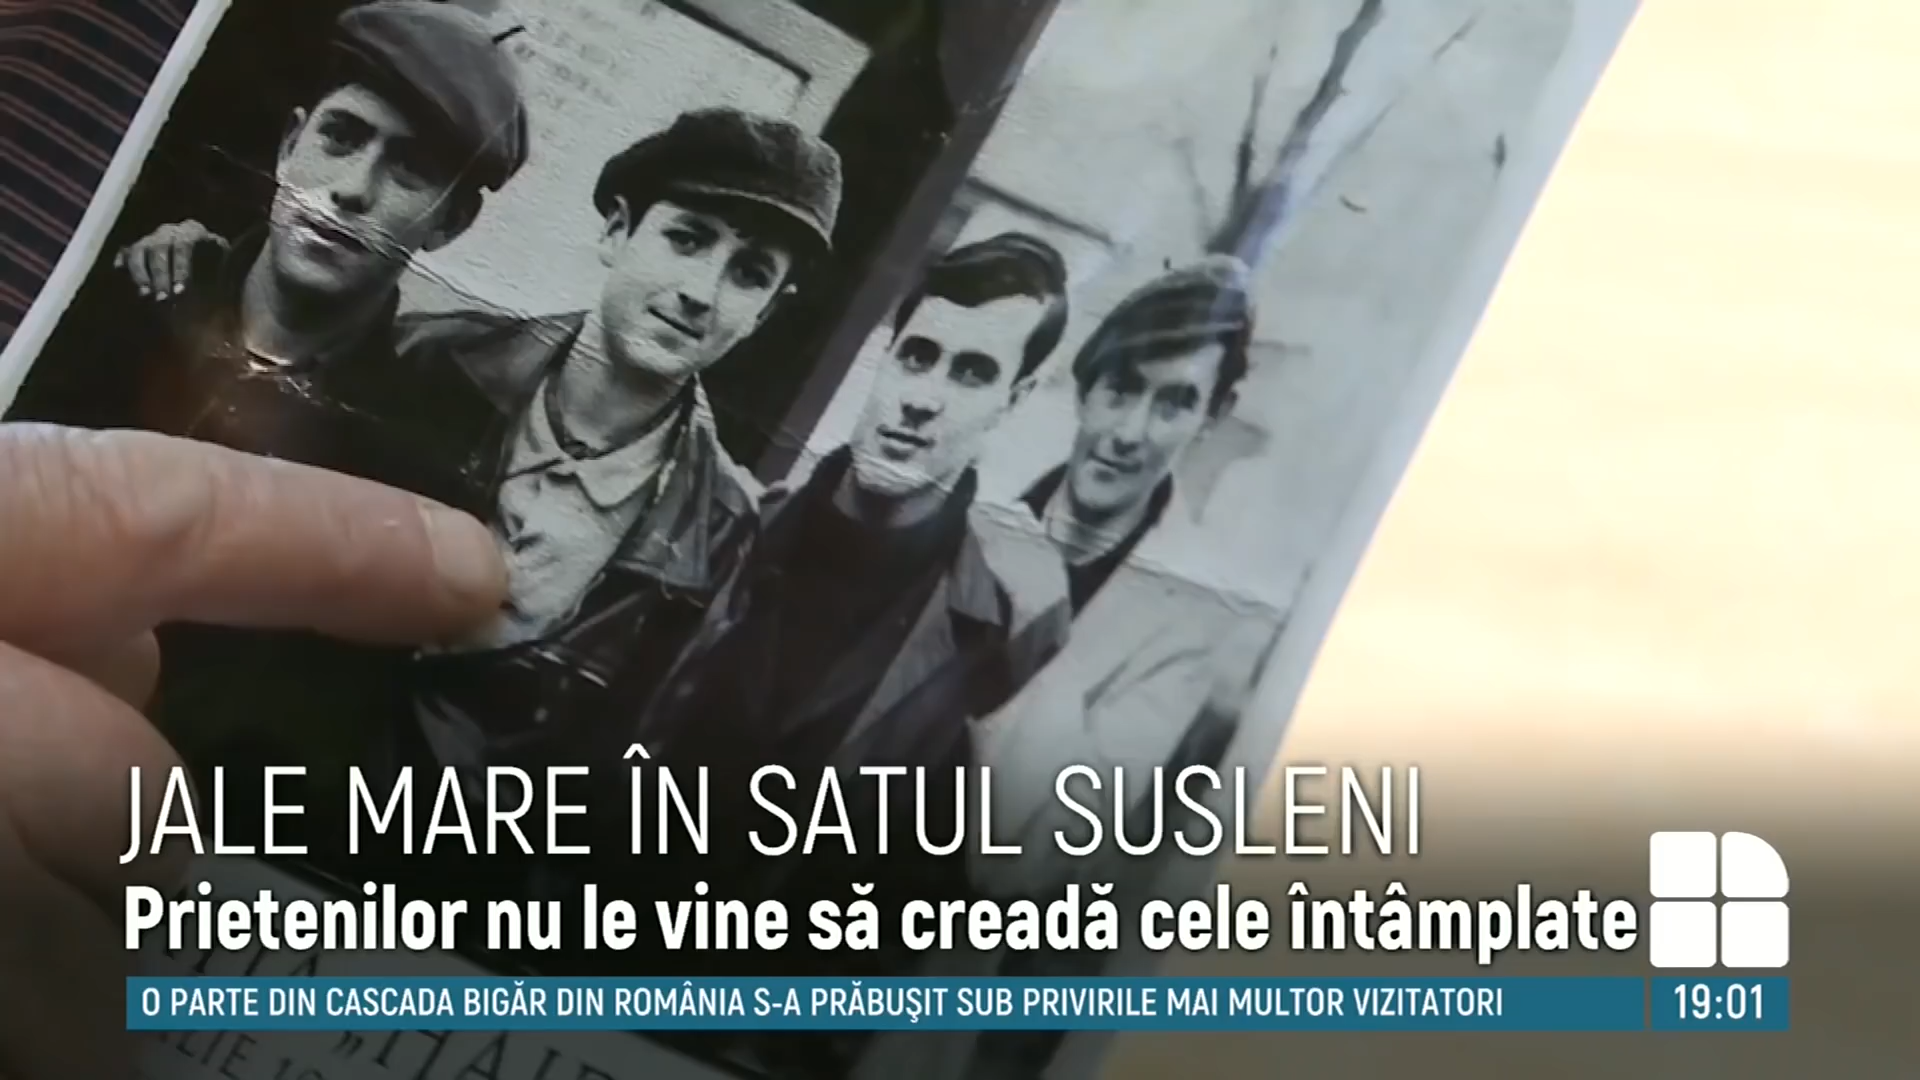 JALE MARE ÎN SATUL SUSLENI
Prietenilor nu le vine să creadă cele întâmplate
O PARTE DIN CASCADA BIGĂR DIN ROMÂNIA S-A PRĂBUŞIT SUB PRIVIRILE MAI MULTOR VIZITATORI
19:01